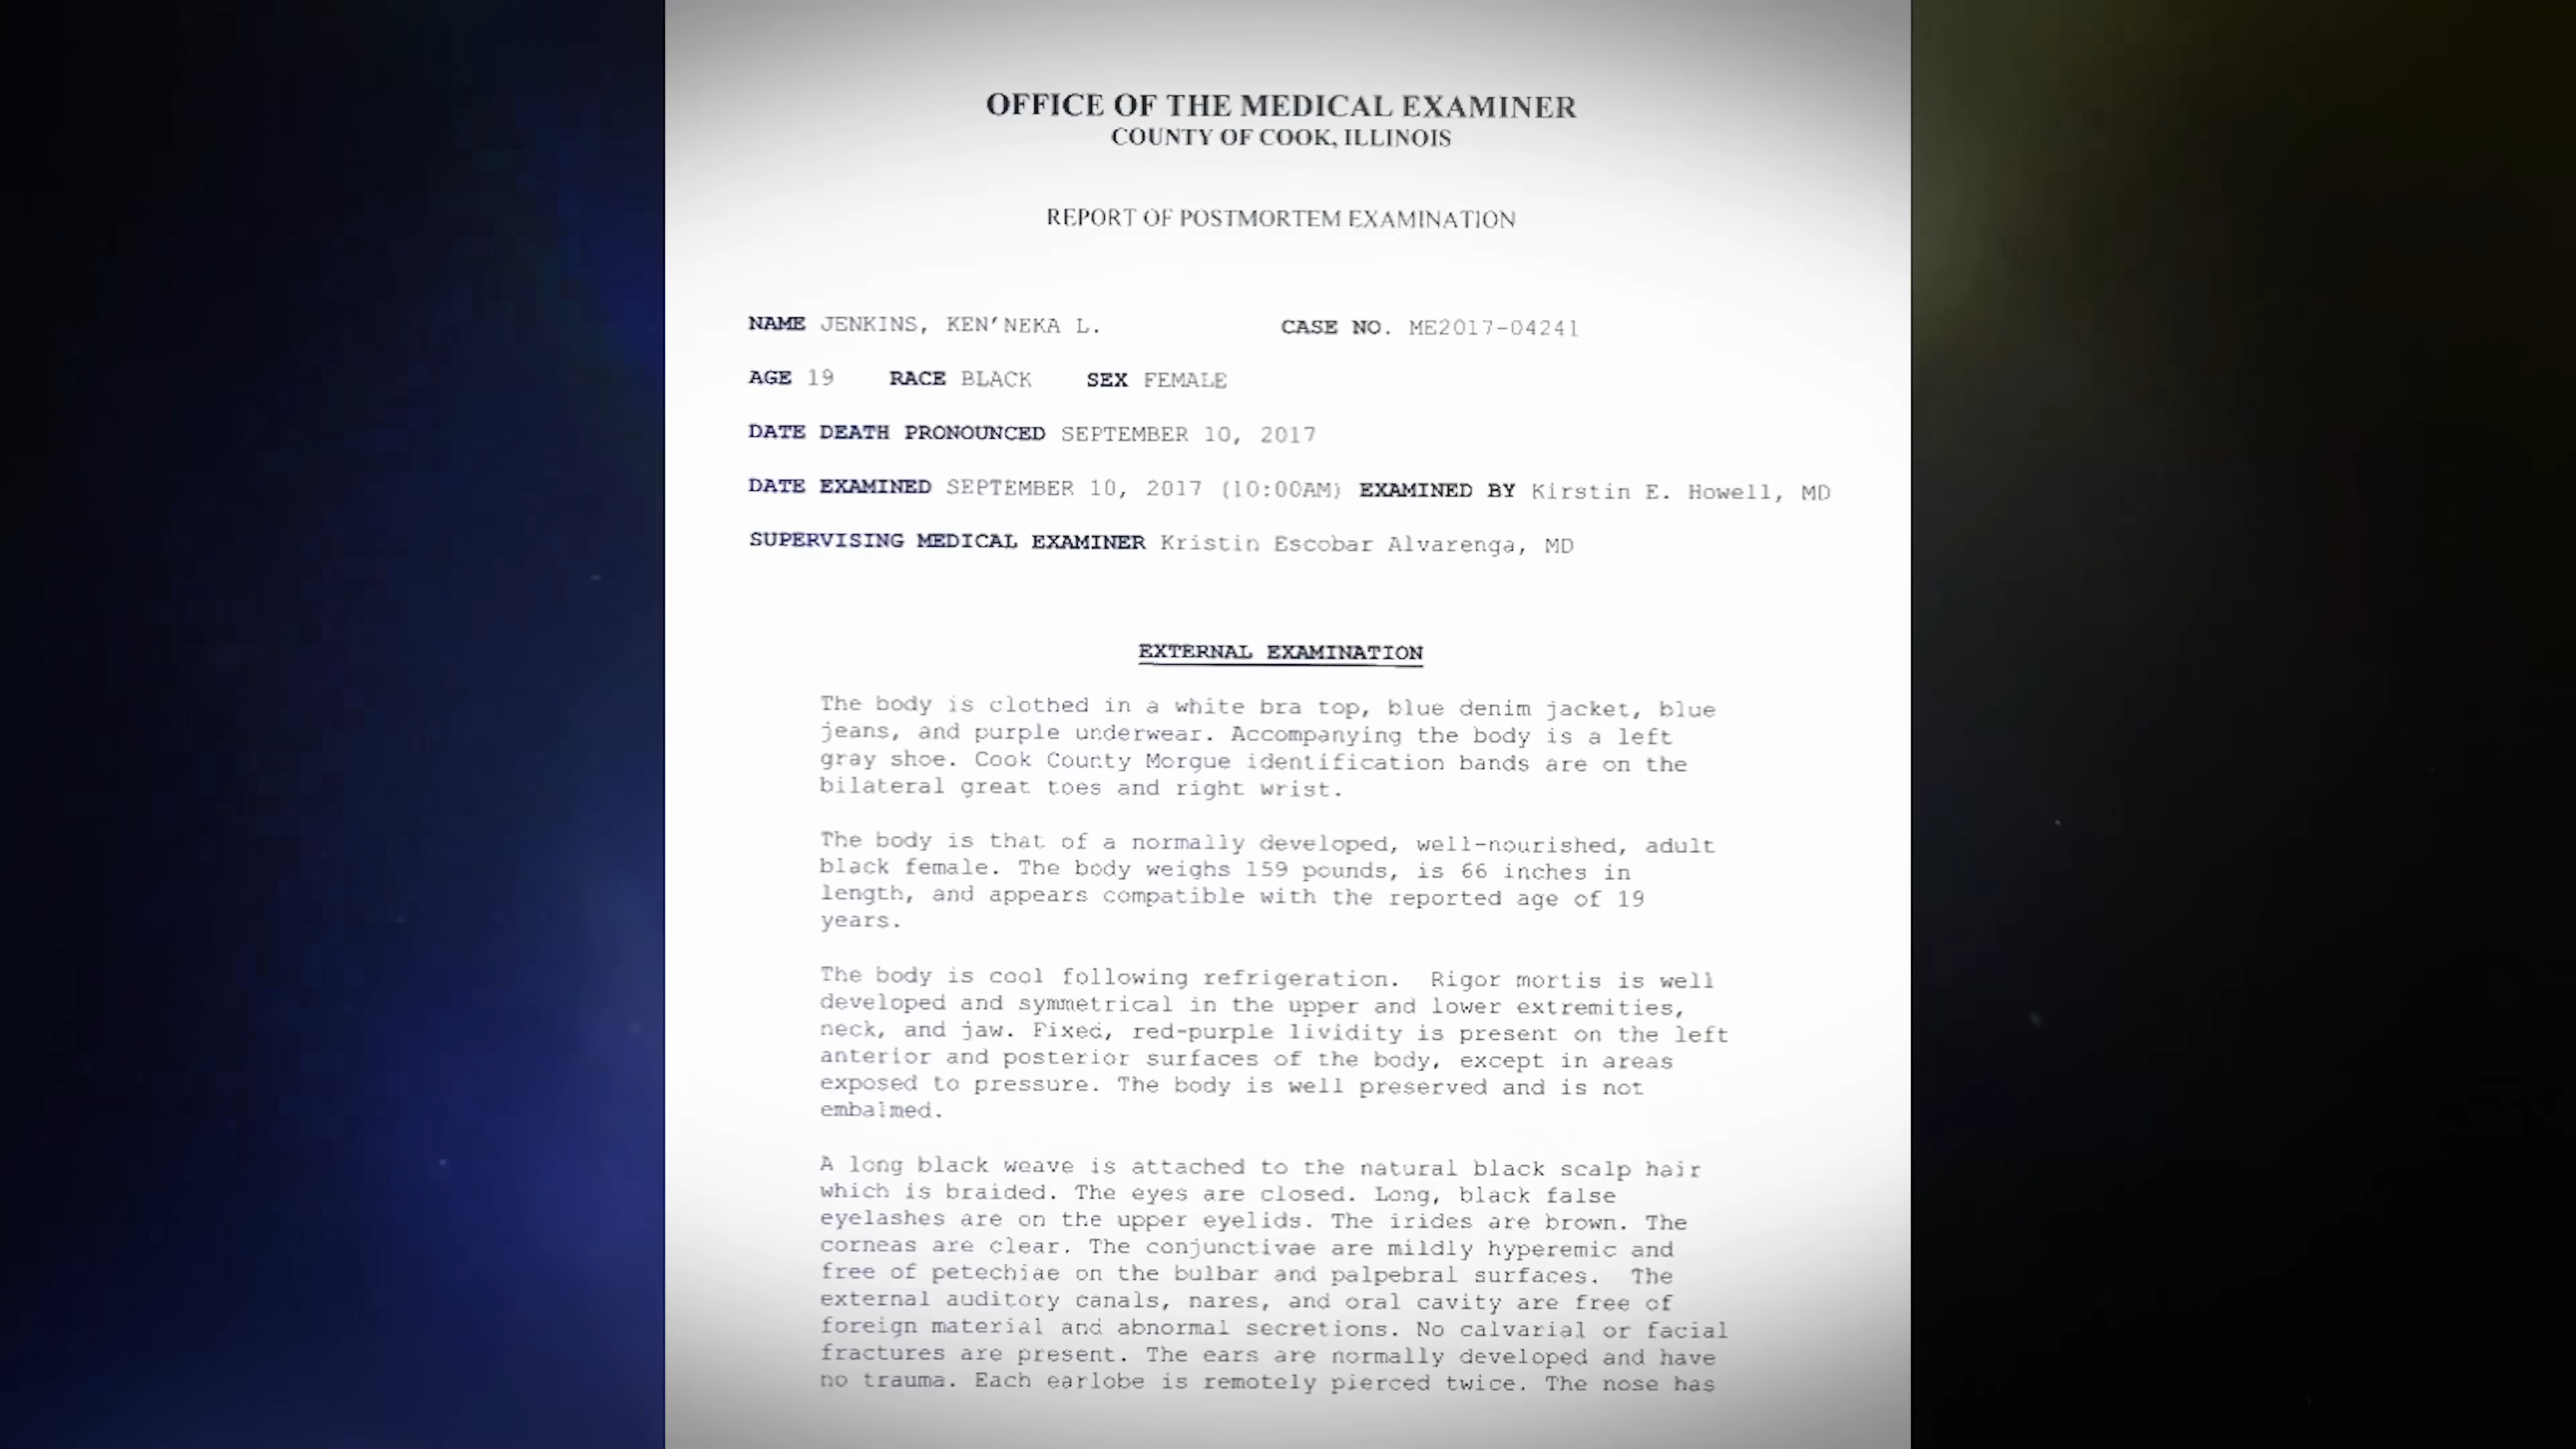 OFFICE OF THE MEDICAL EXAMINER
COUNTY OF COOK, ILLINOIS
REPORT OF POSTMORTEM EXAMINATION
NAME JENKINS, KEN'NEKA L. CASE NO. ME2017-04241
AGE 19 RACE BLACK SEX FEMALE
DATE DEATH PRONOUNCED SEPTEMBER 10, 2017
DATE EXAMINED SEPTEMBER 10, 2017 (10:00AM) EXAMINED BY Kirstin E. Howell, MD
SUPERVISING MEDICAL EXAMINER Kristin Escobar Alvarenga, MD
EXTERNAL EXAMINATION
The body is clothed in a white bra top, blue denim jacket, blue
jeans, and purple underwear. Accompanying the body is a left
gray shoe. Cook County Morgue identification bands are on the
bilateral great toes and right wrist.
The body is that of a normally developed, well-nourished, adult
black female. The body weighs 159 pounds, is 66 inches in
length, and appears compatible with the reported age of 19
years.
The body is cool following refrigeration. Rigor mortis is well
developed and symmetrical in the upper and lower extremities,
neck, and jaw. Fixed, red-purple lividity is present on the left
anterior and posterior surfaces of the body, except in areas
exposed to pressure. The body is well preserved and is not
embalmed.
A long black weave is attached to the natural black scalp hair
which is braided. The eyes are closed. Long, black false
eyelashes are on the upper eyelids. The irides are brown. The
corneas are clear. The conjunctivae are mildly hyperemic and
free of petechiae on the bulbar and palpebral surfaces. The
external auditory canals, nares, and oral cavity are free of
foreign material and abnormal secretions. No calvarial or facial
fractures are present. The ears are normally developed and have
no trauma. Each earlobe is remotely pierced twice. The nose has